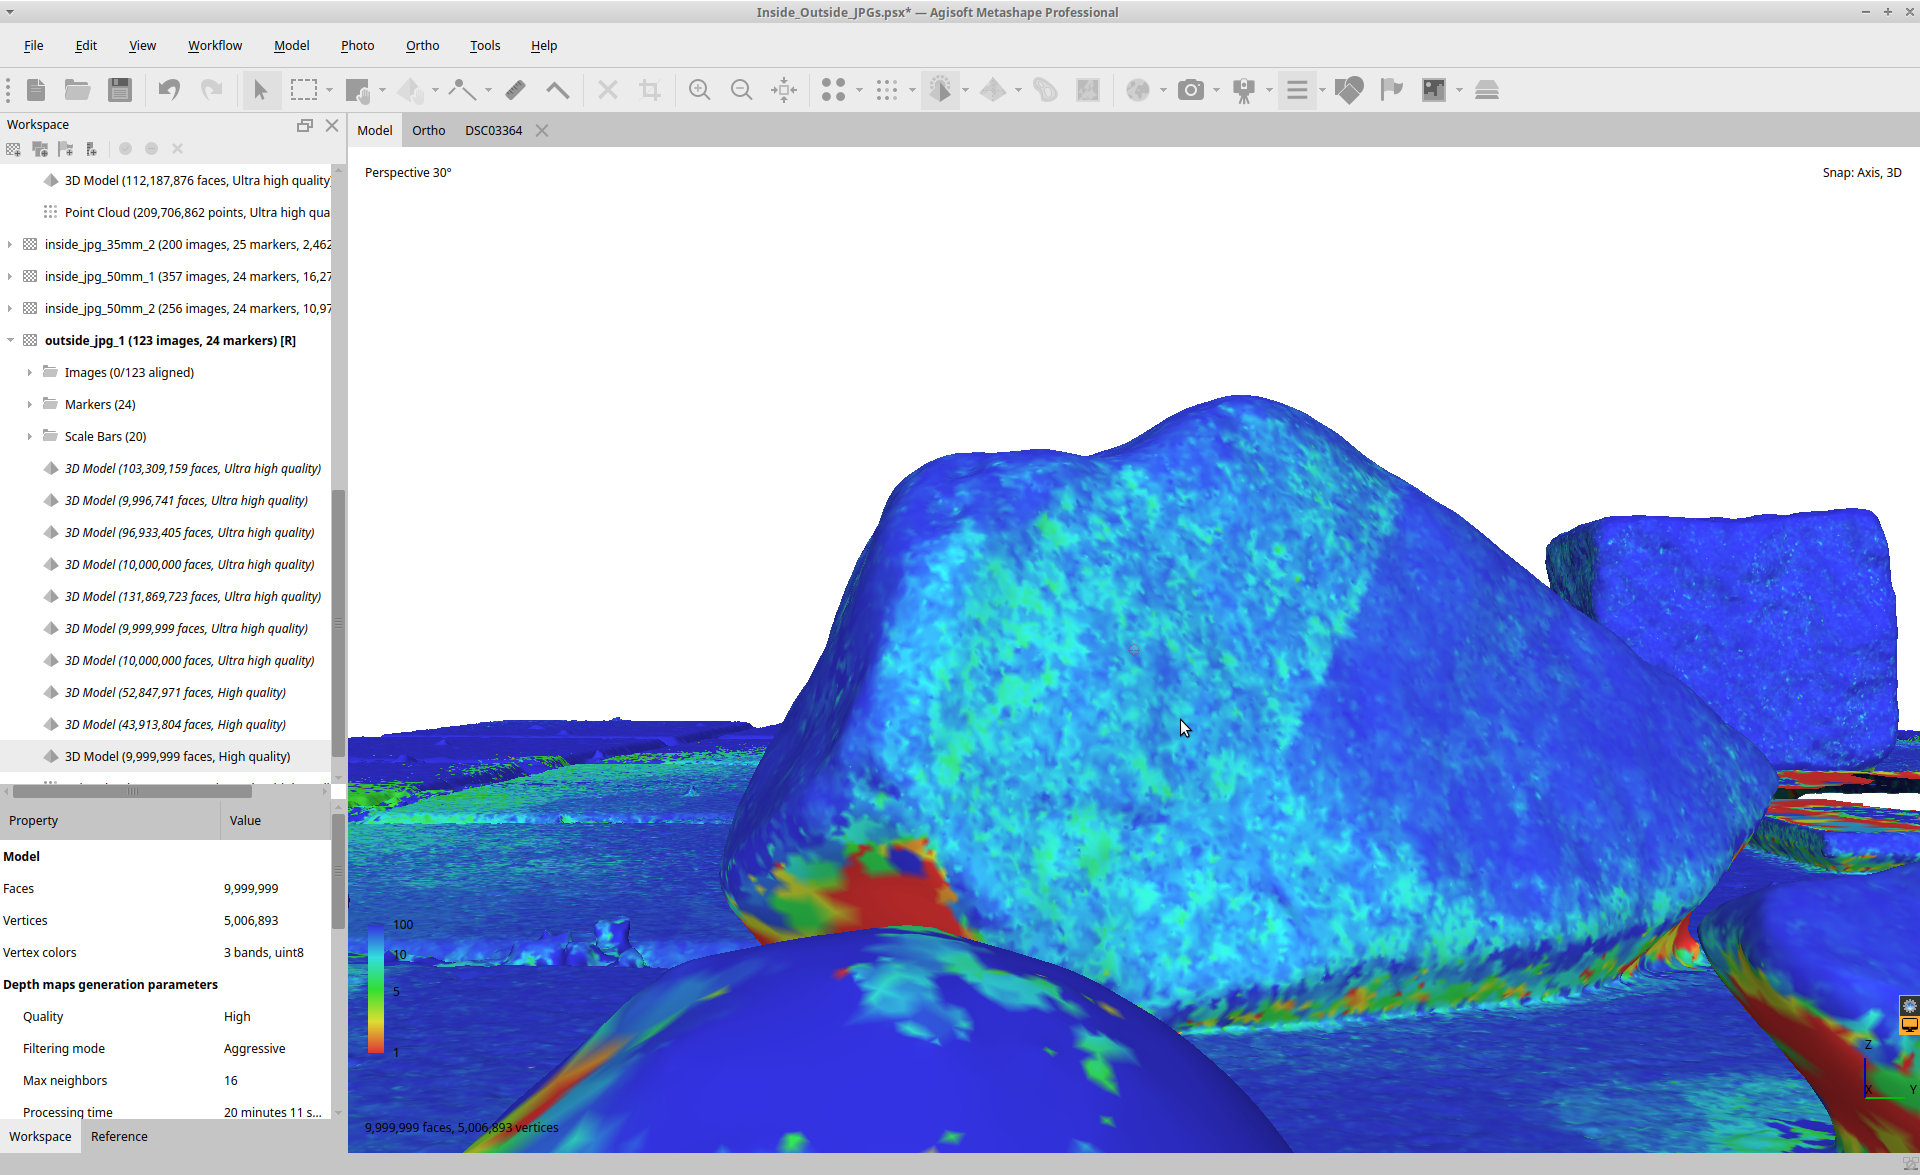 Inside_Outside_JPGs.psx* — Agisoft Metashape Professional
File Edit View Workflow Model Photo Ortho Tools Help
Workspace
Model Ortho DSC03364
Perspective 30°
Snap: Axis, 3D
3D Model (112,187,876 faces, Ultra high quality)
Point Cloud (209,706,862 points, Ultra high qua
inside_jpg_35mm_2 (200 images, 25 markers, 2,462
inside_jpg_50mm_1 (357 images, 24 markers, 16,27
inside_jpg_50mm_2 (256 images, 24 markers, 10,97
outside_jpg_1 (123 images, 24 markers) [R]
Images (0/123 aligned)
Markers (24)
Scale Bars (20)
3D Model (103,309,159 faces, Ultra high quality)
3D Model (9,996,741 faces, Ultra high quality)
3D Model (96,933,405 faces, Ultra high quality)
3D Model (10,000,000 faces, Ultra high quality)
3D Model (131,869,723 faces, Ultra high quality)
3D Model (9,999,999 faces, Ultra high quality)
3D Model (10,000,000 faces, Ultra high quality)
3D Model (52,847,971 faces, High quality)
3D Model (43,913,804 faces, High quality)
3D Model (9,999,999 faces, High quality)
Property Value
Model
Faces 9,999,999
Vertices 5,006,893
Vertex colors 3 bands, uint8
Depth maps generation parameters
Quality High
Filtering mode Aggressive
Max neighbors 16
Processing time 20 minutes 11 s...
Workspace Reference
100
10
5
1
9,999,999 faces, 5,006,893 vertices
Z
X
Y